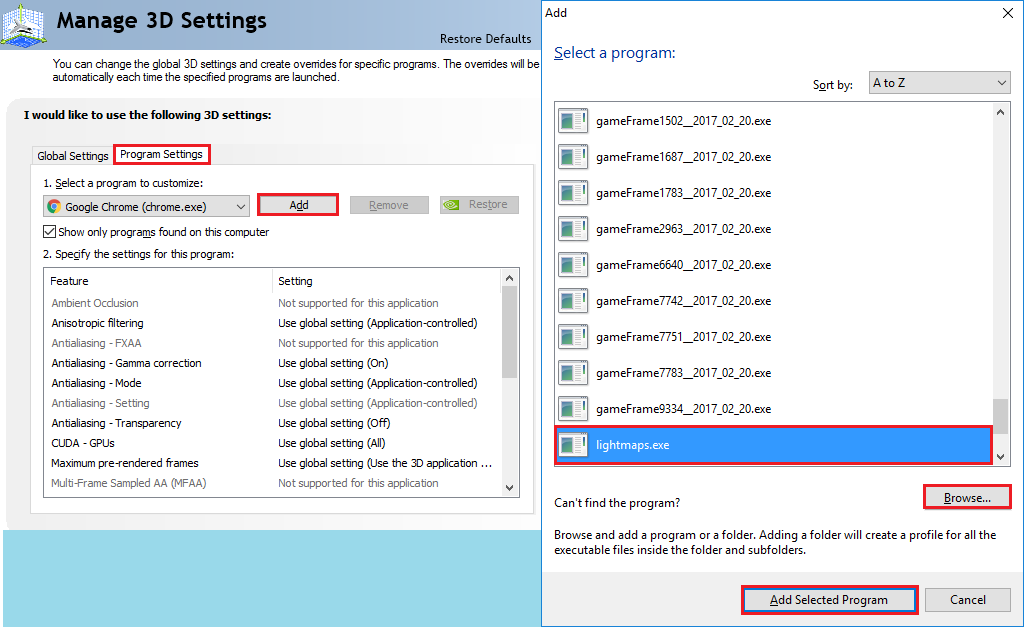 Manage 3D Settings
Restore Defaults
You can change the global 3D settings and create overrides for specific programs. The overrides will be
automatically each time the specified programs are launched.
I would like to use the following 3D settings:
Global Settings
Program Settings
1. Select a program to customize:
Google Chrome (chrome.exe)
Add
Remove
Restore
Show only programs found on this computer
2. Specify the settings for this program:
Feature Setting
Ambient Occlusion Not supported for this application
Anisotropic filtering Use global setting (Application-controlled)
Antialiasing - FXAA Not supported for this application
Antialiasing - Gamma correction Use global setting (On)
Antialiasing - Mode Use global setting (Application-controlled)
Antialiasing - Setting Use global setting (Application-controlled)
Antialiasing - Transparency Use global setting (Off)
CUDA - GPUs Use global setting (All)
Maximum pre-rendered frames Use global setting (Use the 3D application ...
Multi-Frame Sampled AA (MFAA) Not supported for this application
Add
Select a program:
Sort by:
A to Z
gameFrame1502__2017_02_20.exe
gameFrame1687__2017_02_20.exe
gameFrame1783__2017_02_20.exe
gameFrame2963__2017_02_20.exe
gameFrame6640__2017_02_20.exe
gameFrame7742__2017_02_20.exe
gameFrame7751__2017_02_20.exe
gameFrame7783__2017_02_20.exe
gameFrame9334__2017_02_20.exe
lightmaps.exe
Can't find the program?
Browse...
Browse and add a program or a folder. Adding a folder will create a profile for all the
executable files inside the folder and subfolders.
Add Selected Program
Cancel